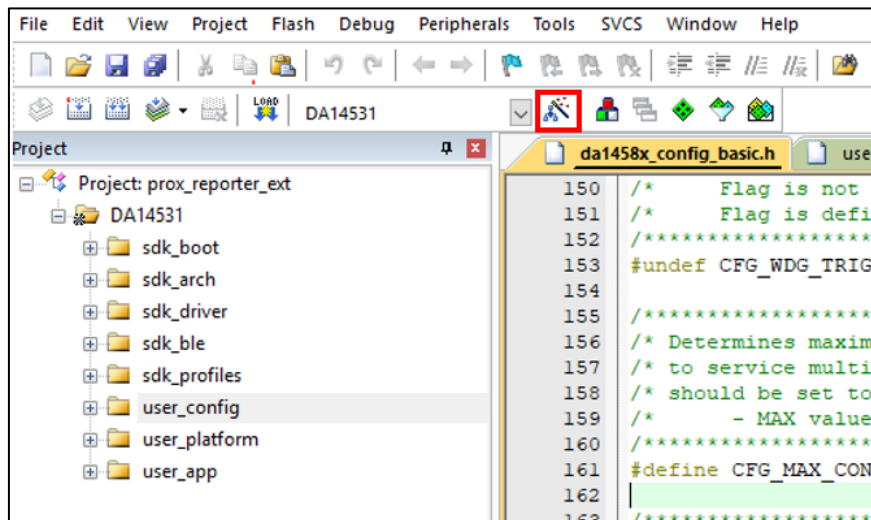 File Edit View Project Flash Debug Peripherals Tools SVCS Window Help
LOAD
DA14531
Project
da1458x_config_basic.h use
Project: prox_reporter_ext
DA14531
sdk_boot
sdk_arch
sdk_driver
sdk_ble
sdk_profiles
user_config
user_platform
user_app
150 /* Flag is not
151 /* Flag is defi
152 /*******************
153 #undef CFG_WDG_TRIG
154
155 /*******************
156 /* Determines maxim
157 /* to service multi
158 /* should be set to
159 /* - MAX value
160 /*******************
161 #define CFG_MAX_CON
162
163 /*******************